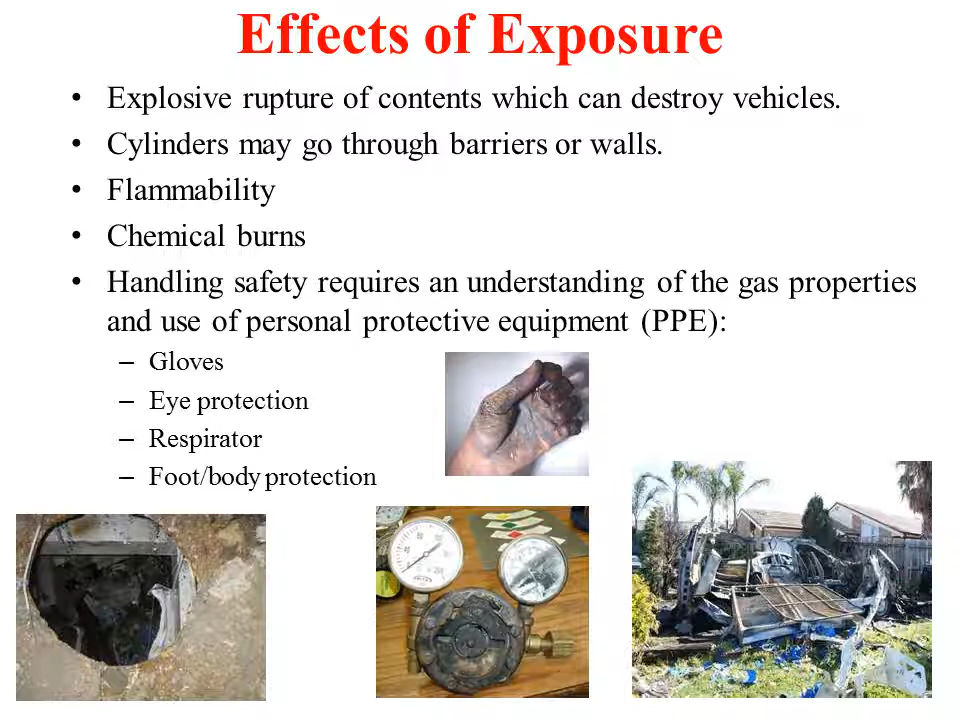 Effects of Exposure
• Explosive rupture of contents which can destroy vehicles.
• Cylinders may go through barriers or walls.
• Flammability
• Chemical burns
• Handling safety requires an understanding of the gas properties
and use of personal protective equipment (PPE):
– Gloves
– Eye protection
– Respirator
– Foot/body protection